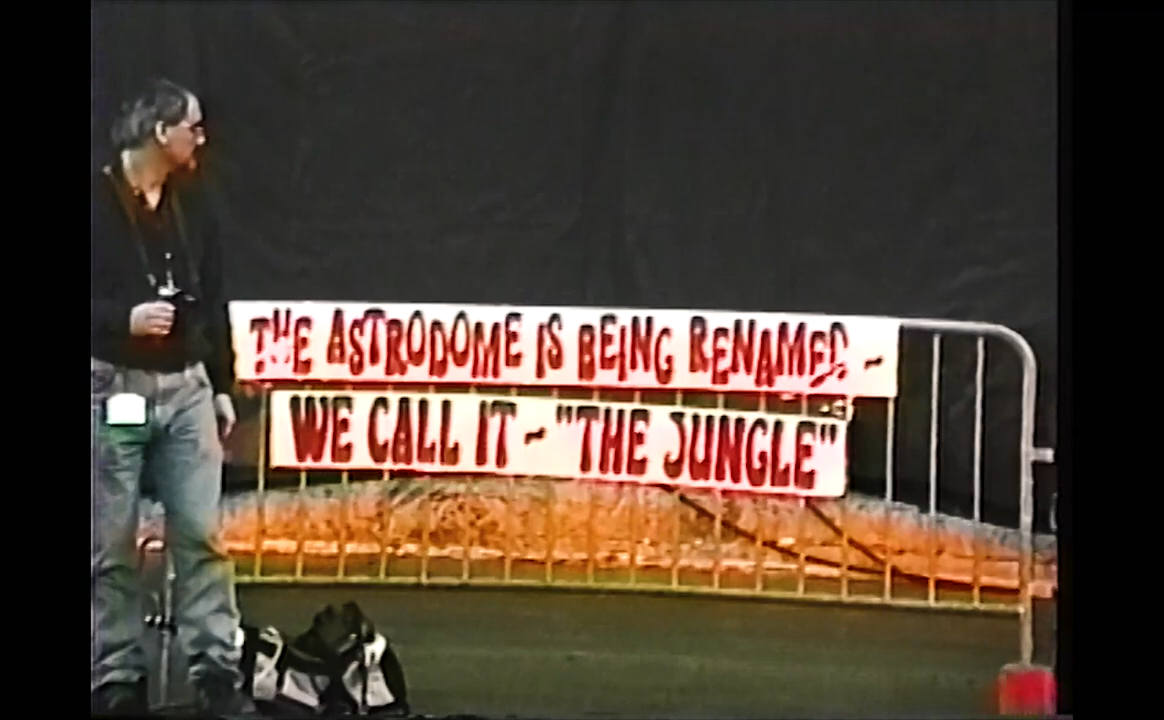 THE ASTRODOME IS BEING RENAMED ~
WE CALL IT ~ "THE JUNGLE"